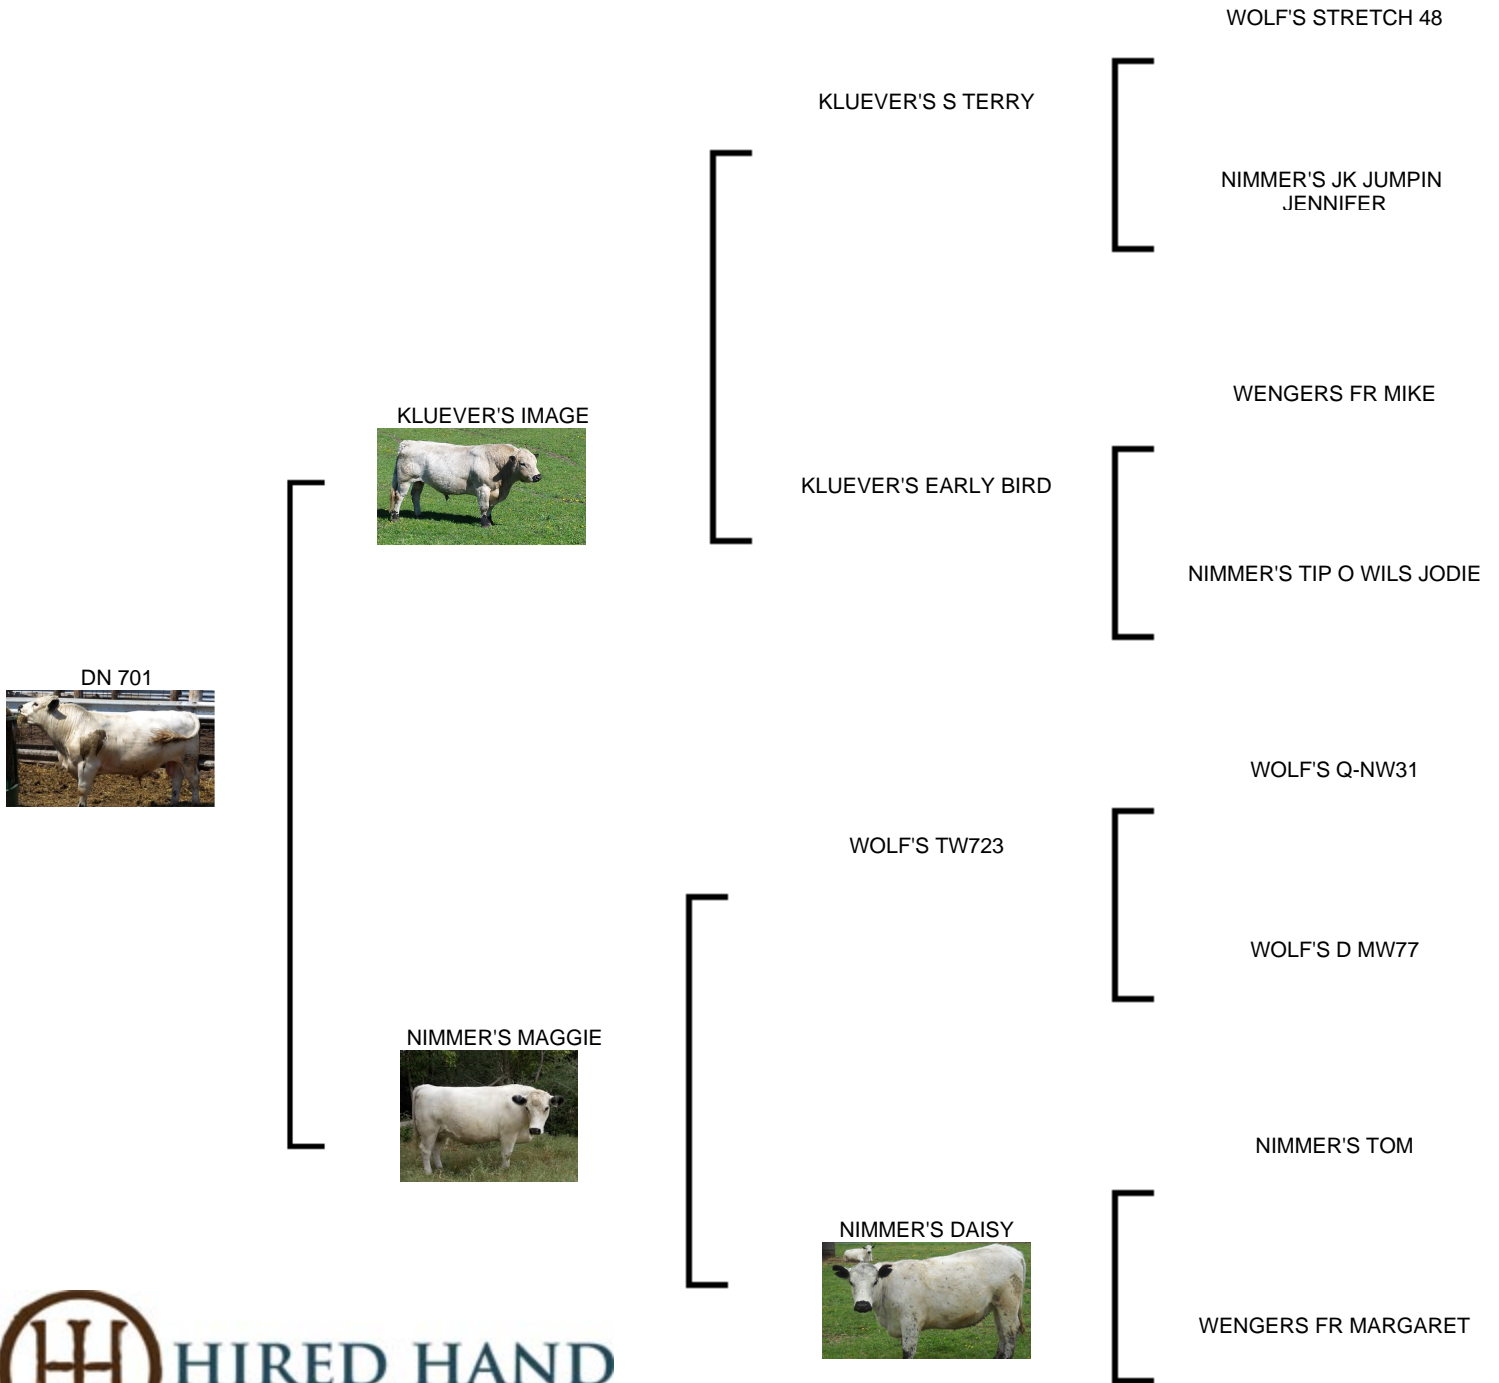 WOLF'S STRETCH 48
KLUEVER'S S TERRY
NIMMER'S JK JUMPIN
JENNIFER
WENGERS FR MIKE
KLUEVER'S IMAGE
KLUEVER'S EARLY BIRD
NIMMER'S TIP O WILS JODIE
DN 701
WOLF'S Q-NW31
WOLF'S TW723
WOLF'S D MW77
NIMMER'S MAGGIE
NIMMER'S TOM
NIMMER'S DAISY
WENGERS FR MARGARET
HIRED HAND